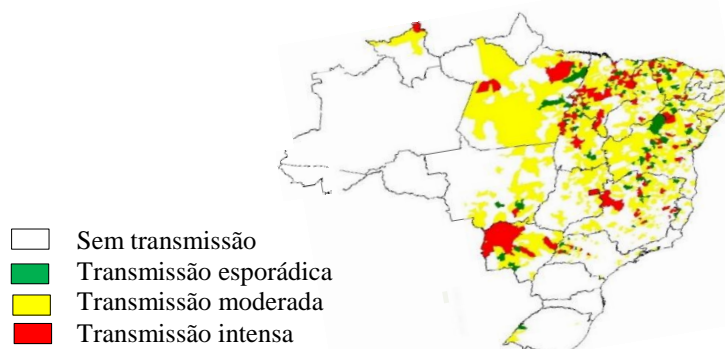 Sem transmissão
Transmissão esporádica
Transmissão moderada
Transmissão intensa